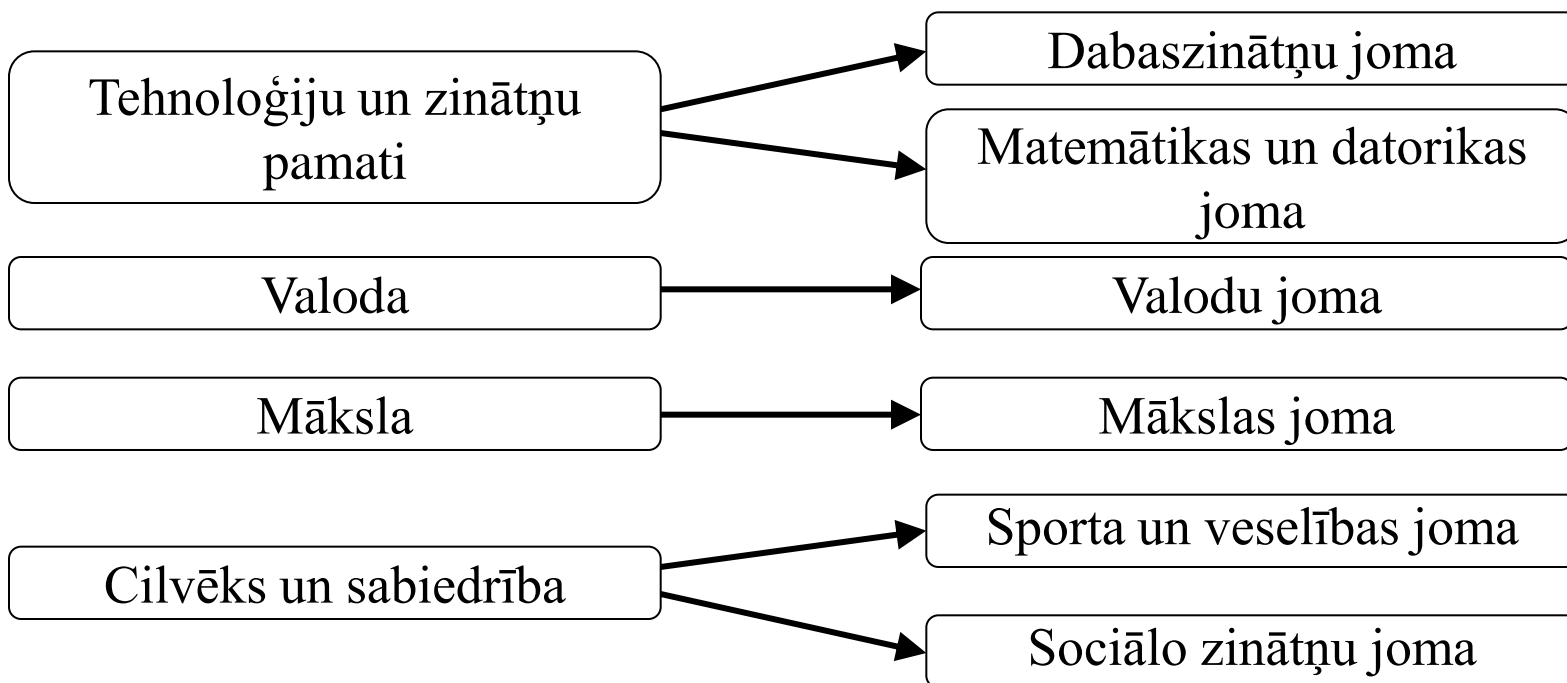 Tehnoloģiju un zinātņu
pamati
Dabaszinātņu joma
Matemātikas un datorikas
joma
Valoda
Valodu joma
Māksla
Mākslas joma
Cilvēks un sabiedrība
Sporta un veselības joma
Sociālo zinātņu joma